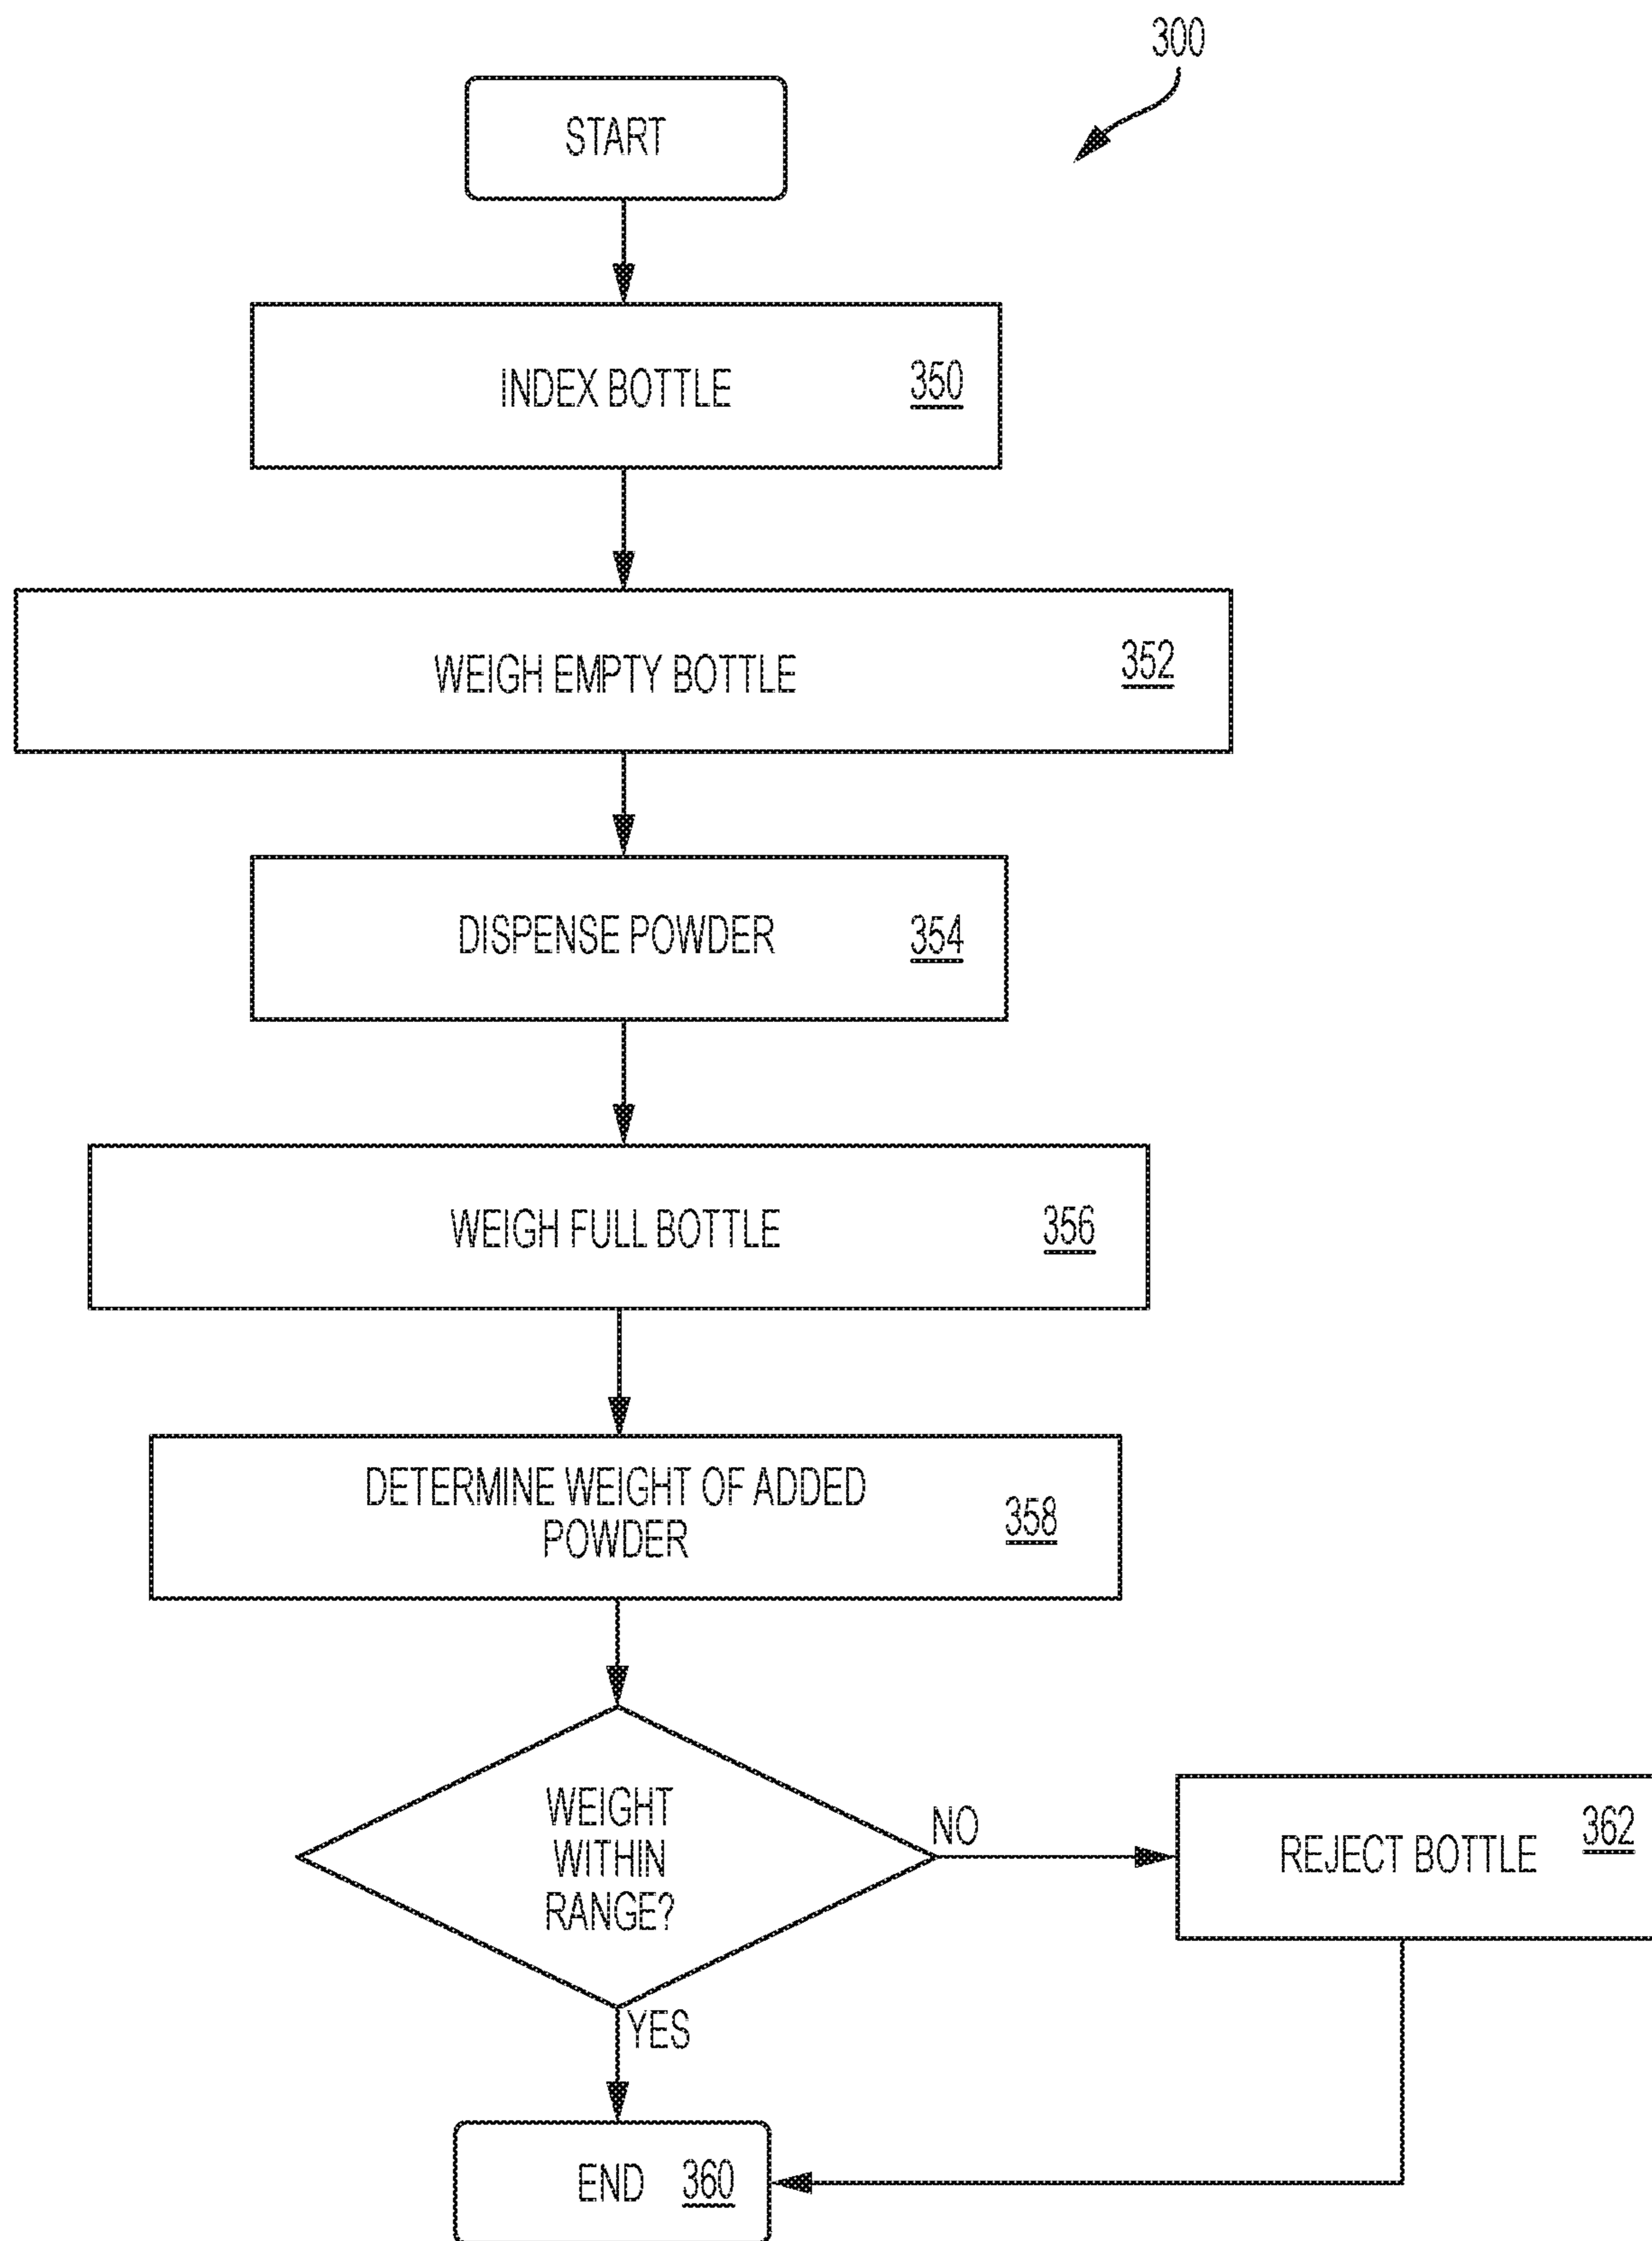 300
START
INDEX BOTTLE 350
WEIGH EMPTY BOTTLE 352
DISPENSE POWDER 354
WEIGH FULL BOTTLE 356
DETERMINE WEIGHT OF ADDED
POWDER 358
WEIGHT
WITHIN
RANGE?
NO
REJECT BOTTLE 362
YES
END 360